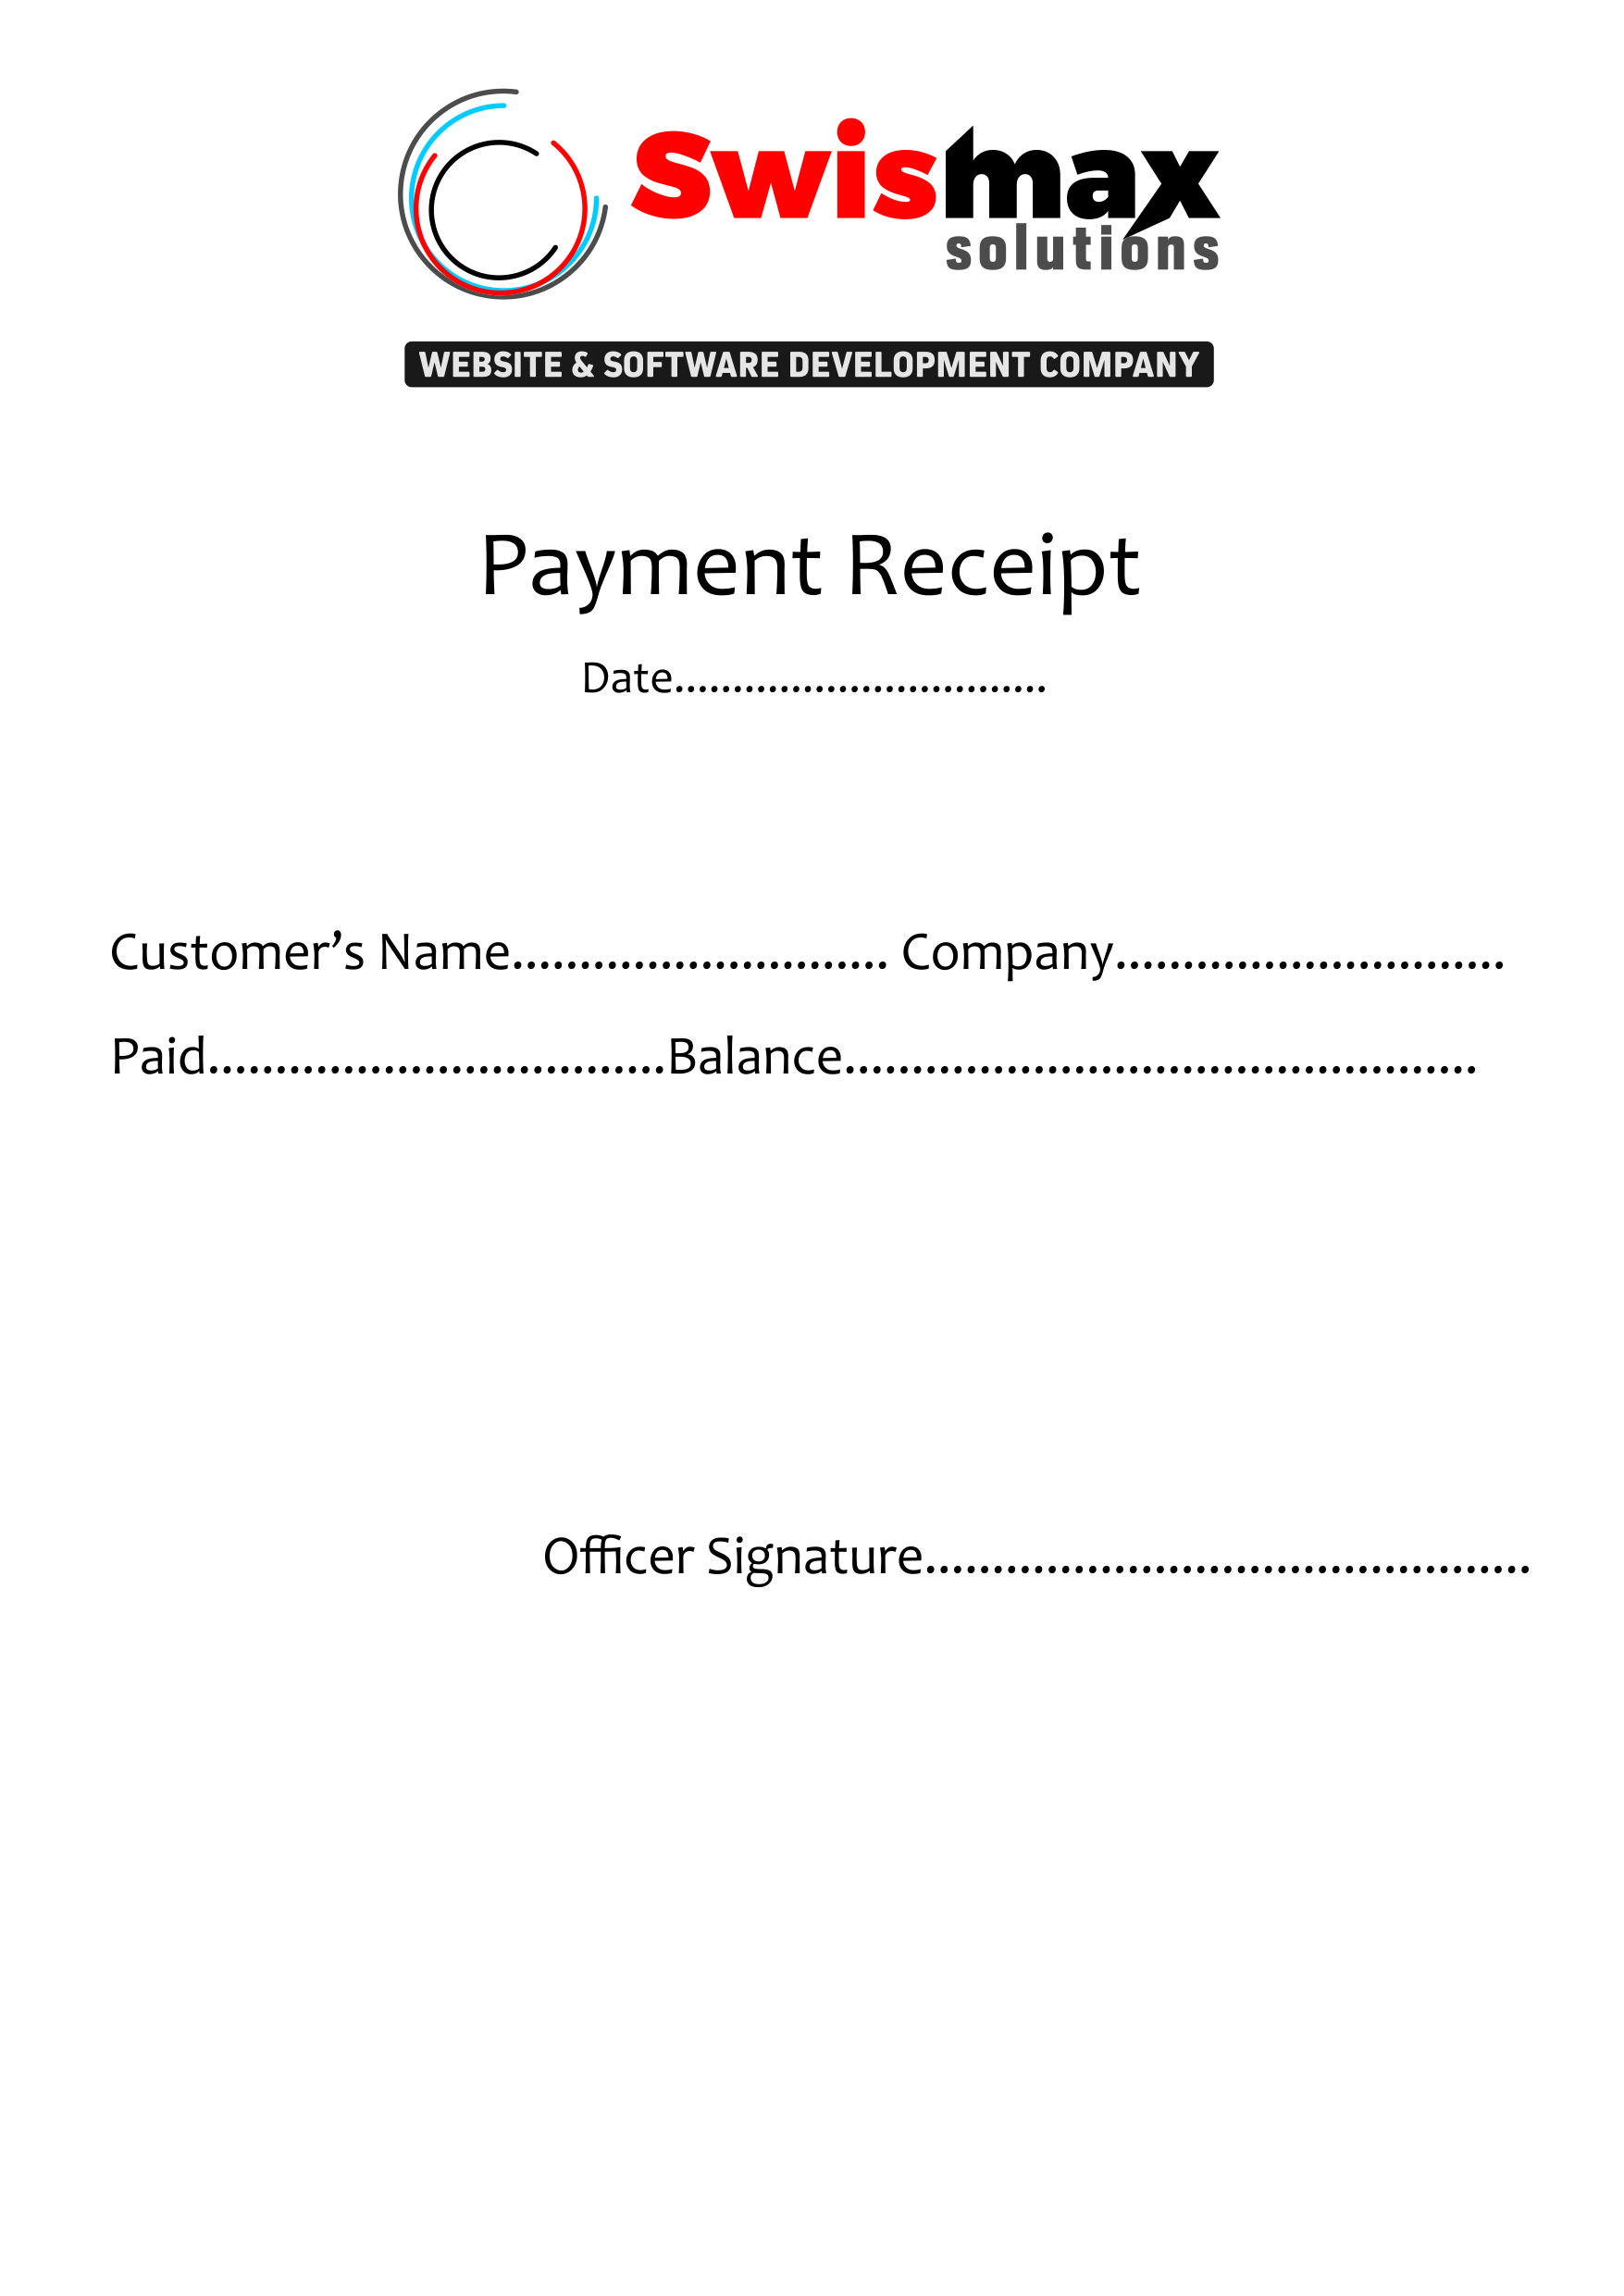 Swismax
solutions
WEBSITE & SOFTWARE DEVELOPMENT COMPANY
Payment Receipt
Date................................
Customer’s Name............................ Company.............................
Paid..................................Balance...............................................
Officer Signature.............................................